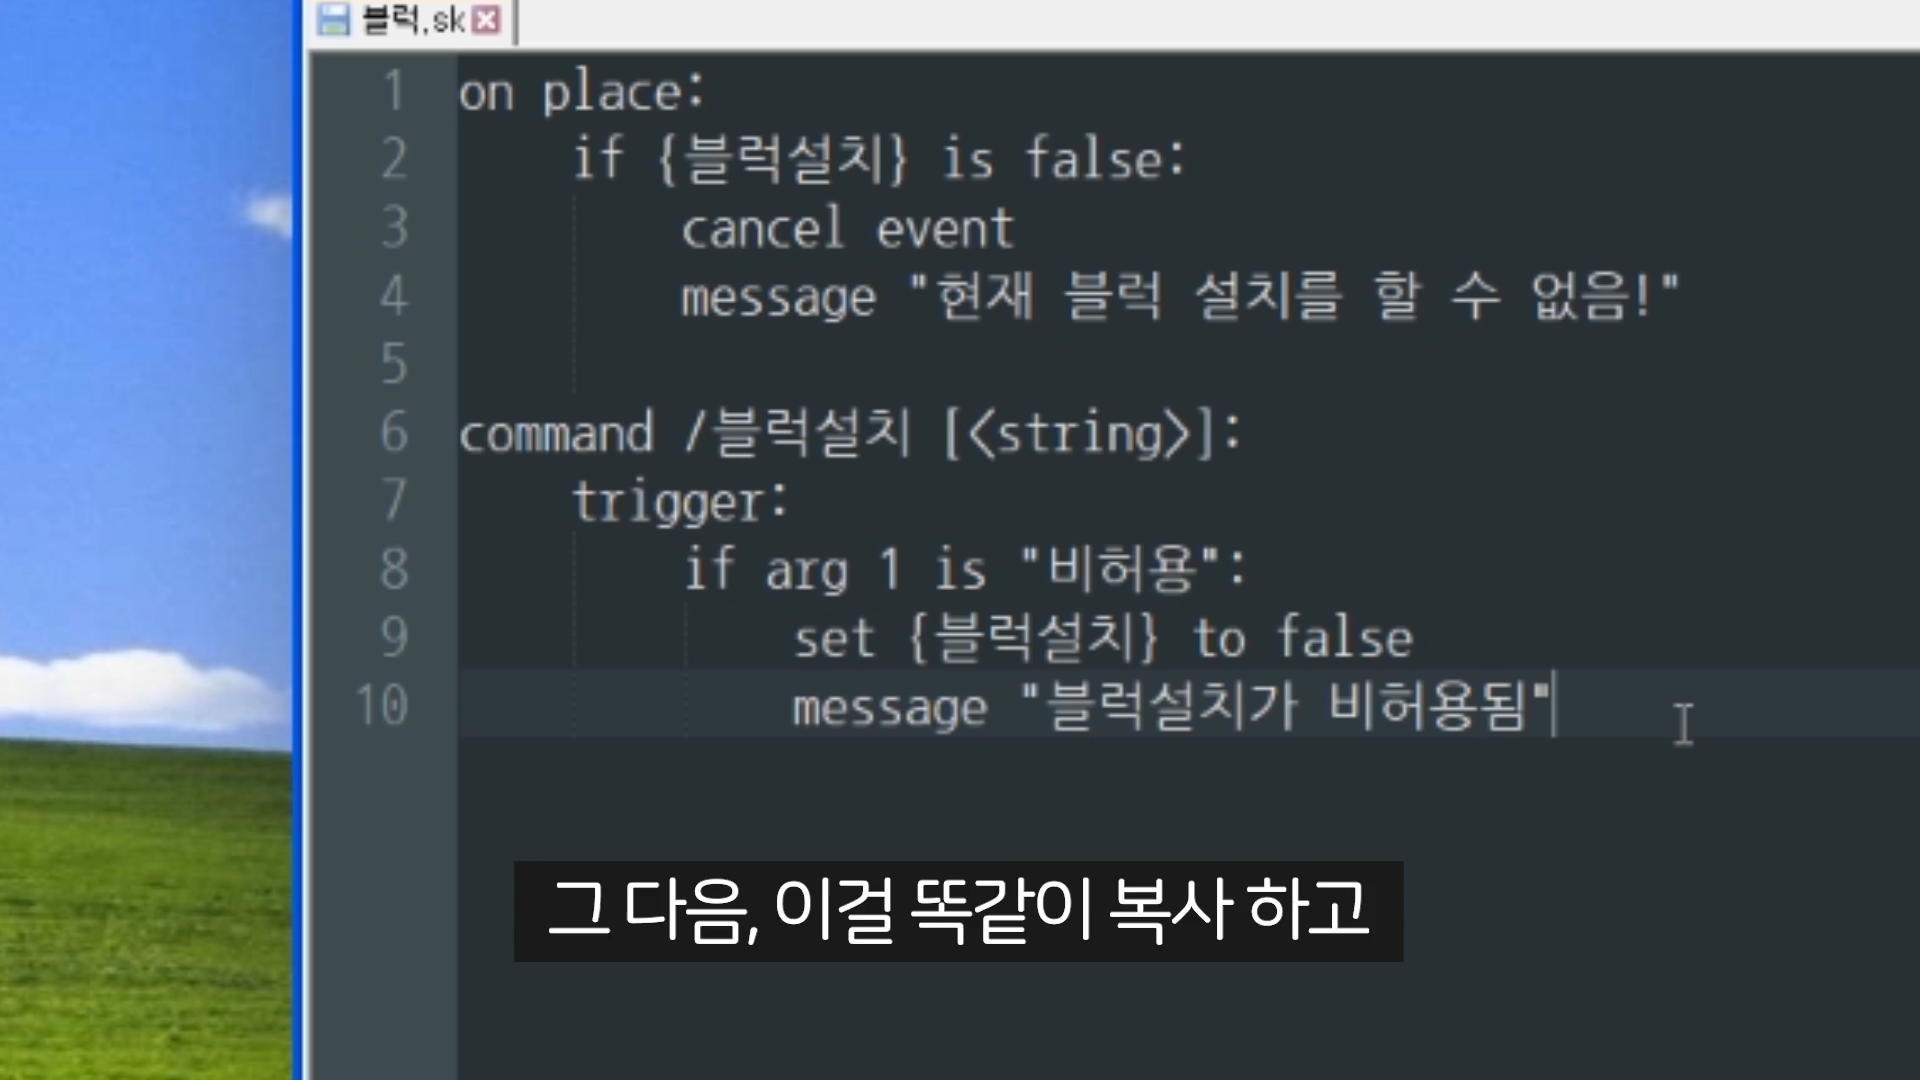 블럭.sk
1 on place:
2 if {블럭설치} is false:
3 cancel event
4 message "현재 블럭 설치를 할 수 없음!"
5
6 command /블럭설치 [<string>]:
7 trigger:
8 if arg 1 is "비허용":
9 set {블럭설치} to false
10 message "블럭설치가 비허용됨"
그 다음, 이걸 똑같이 복사 하고